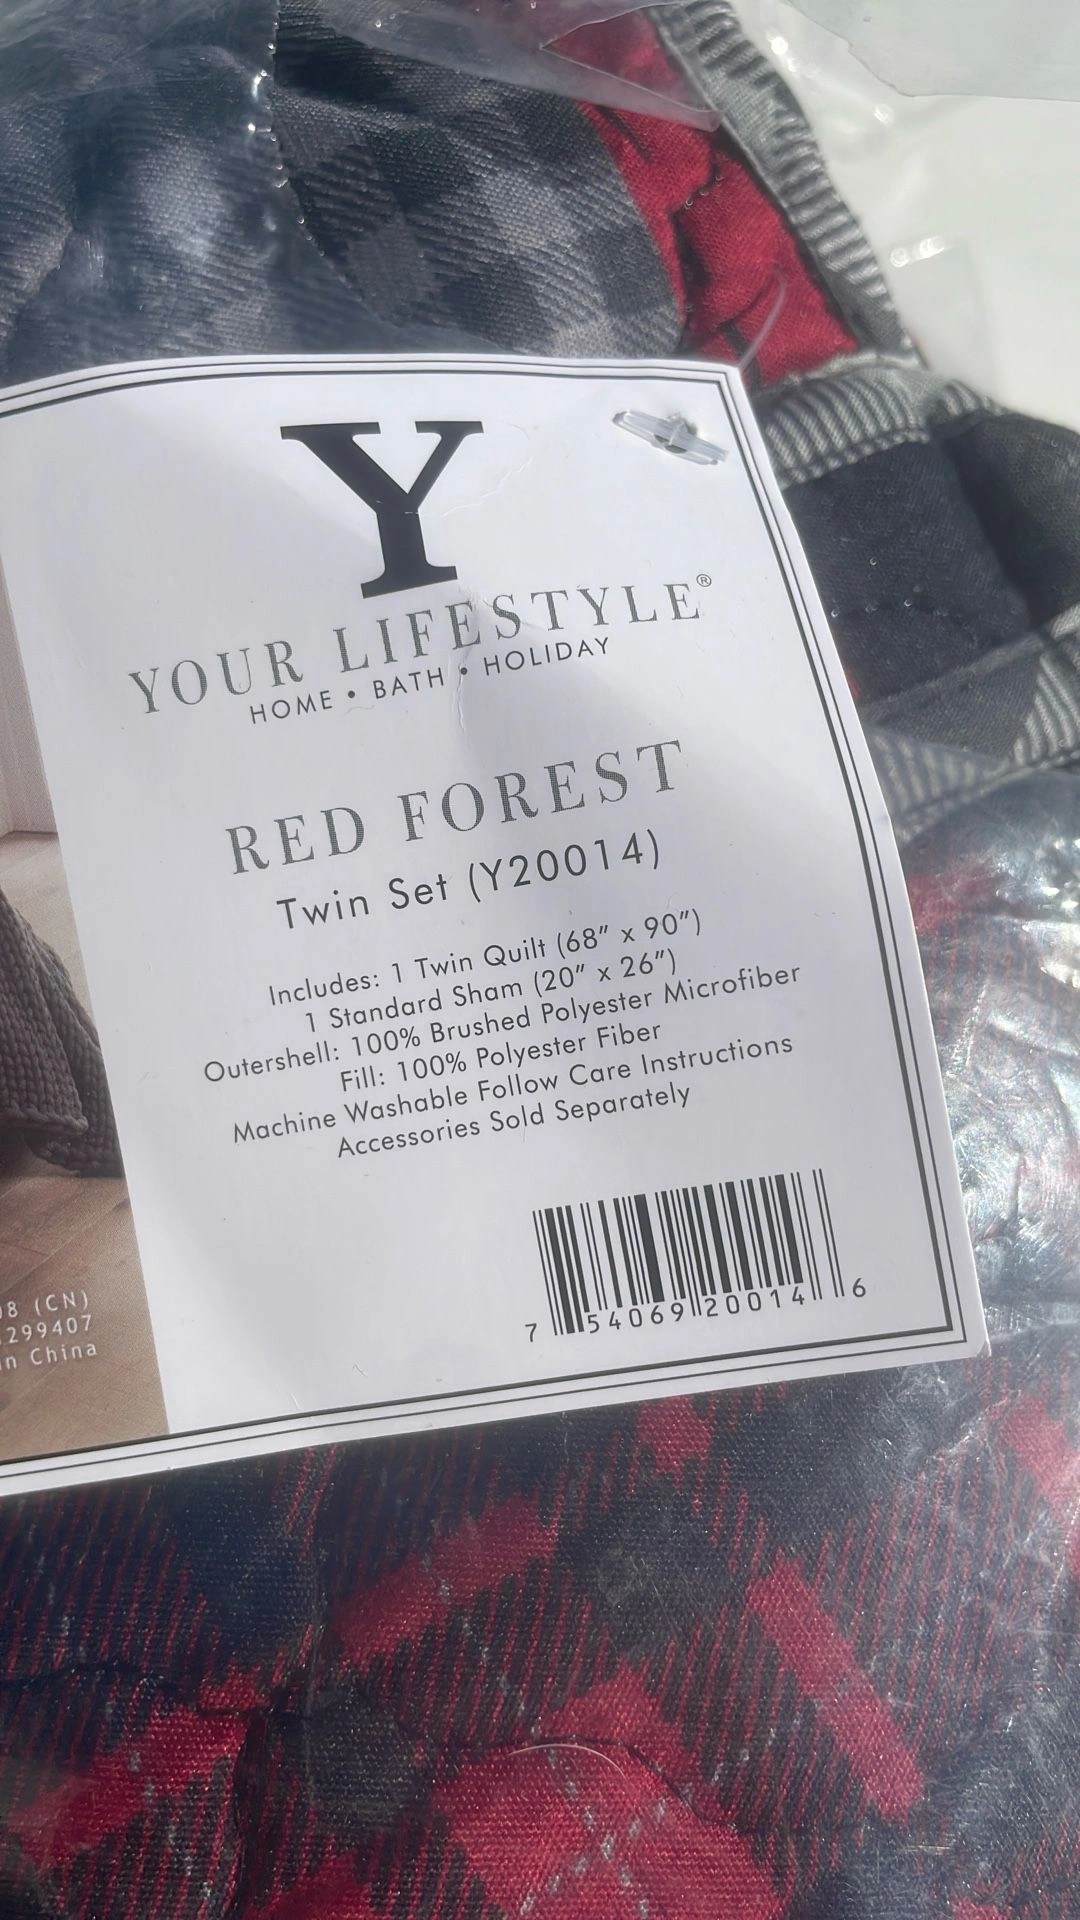 Y
YOUR LIFESTYLE®
HOME • BATH • HOLIDAY
RED FOREST
Twin Set (Y20014)
Includes: 1 Twin Quilt (68” x 90”)
1 Standard Sham (20” x 26”)
Outershell: 100% Brushed Polyester Microfiber
Fill: 100% Polyester Fiber
Machine Washable Follow Care Instructions
Accessories Sold Separately
7 54069 20014 6
8 (CN)
299407
China